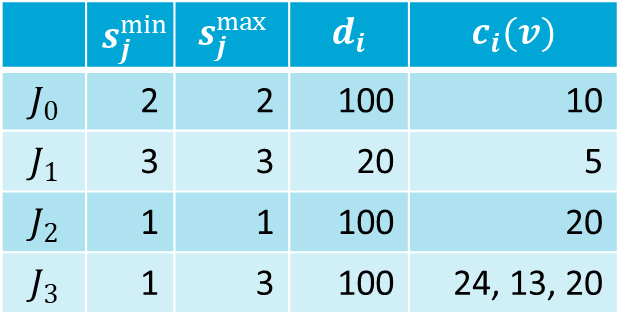 s_j^min s_j^max d_i c_i(v)
J_0 2 2 100 10
J_1 3 3 20 5
J_2 1 1 100 20
J_3 1 3 100 24, 13, 20